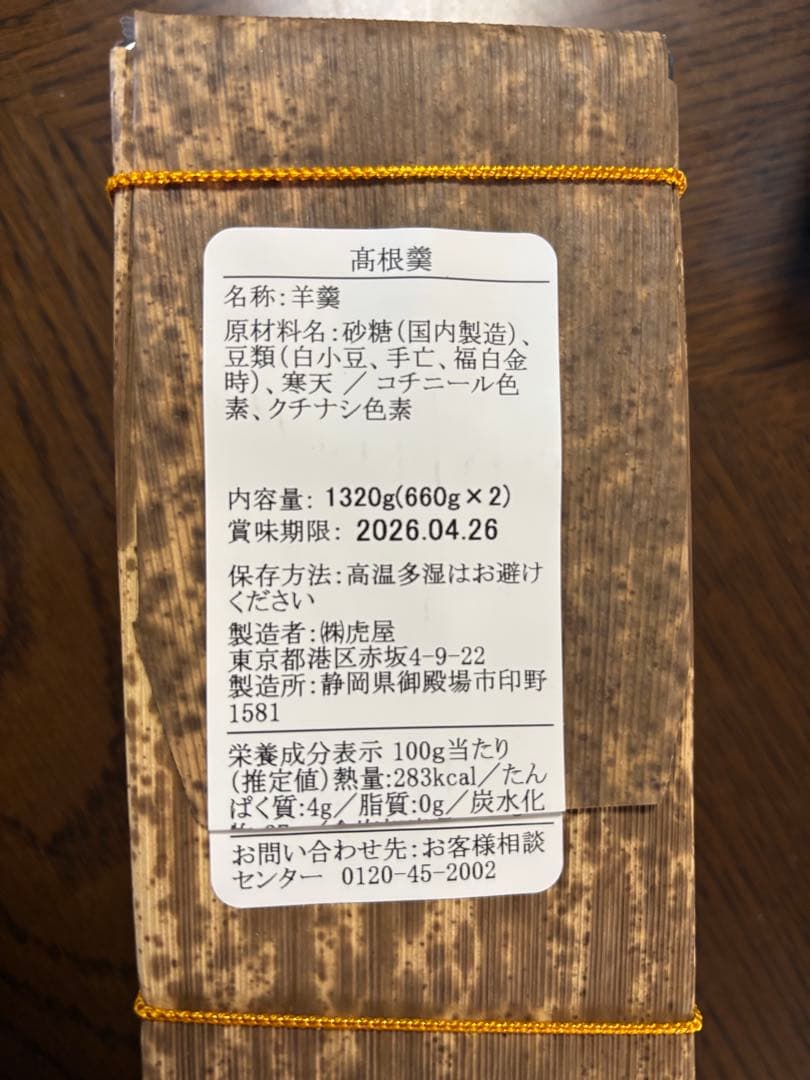 髙根羹
名称:羊羹
原材料名:砂糖(国内製造)、
豆類(白小豆、手亡、福白金
時)、寒天 ／ コチニール色
素、クチナシ色素
内容量: 1320g(660g×2)
賞味期限: 2026.04.26
保存方法:高温多湿はお避け
ください
製造者:㈱虎屋
東京都港区赤坂4-9-22
製造所:静岡県御殿場市印野
1581
栄養成分表示 100g当たり
(推定値)熱量:283kcal／たん
ぱく質:4g／脂質:0g／炭水化
お問い合わせ先:お客様相談
センター 0120-45-2002